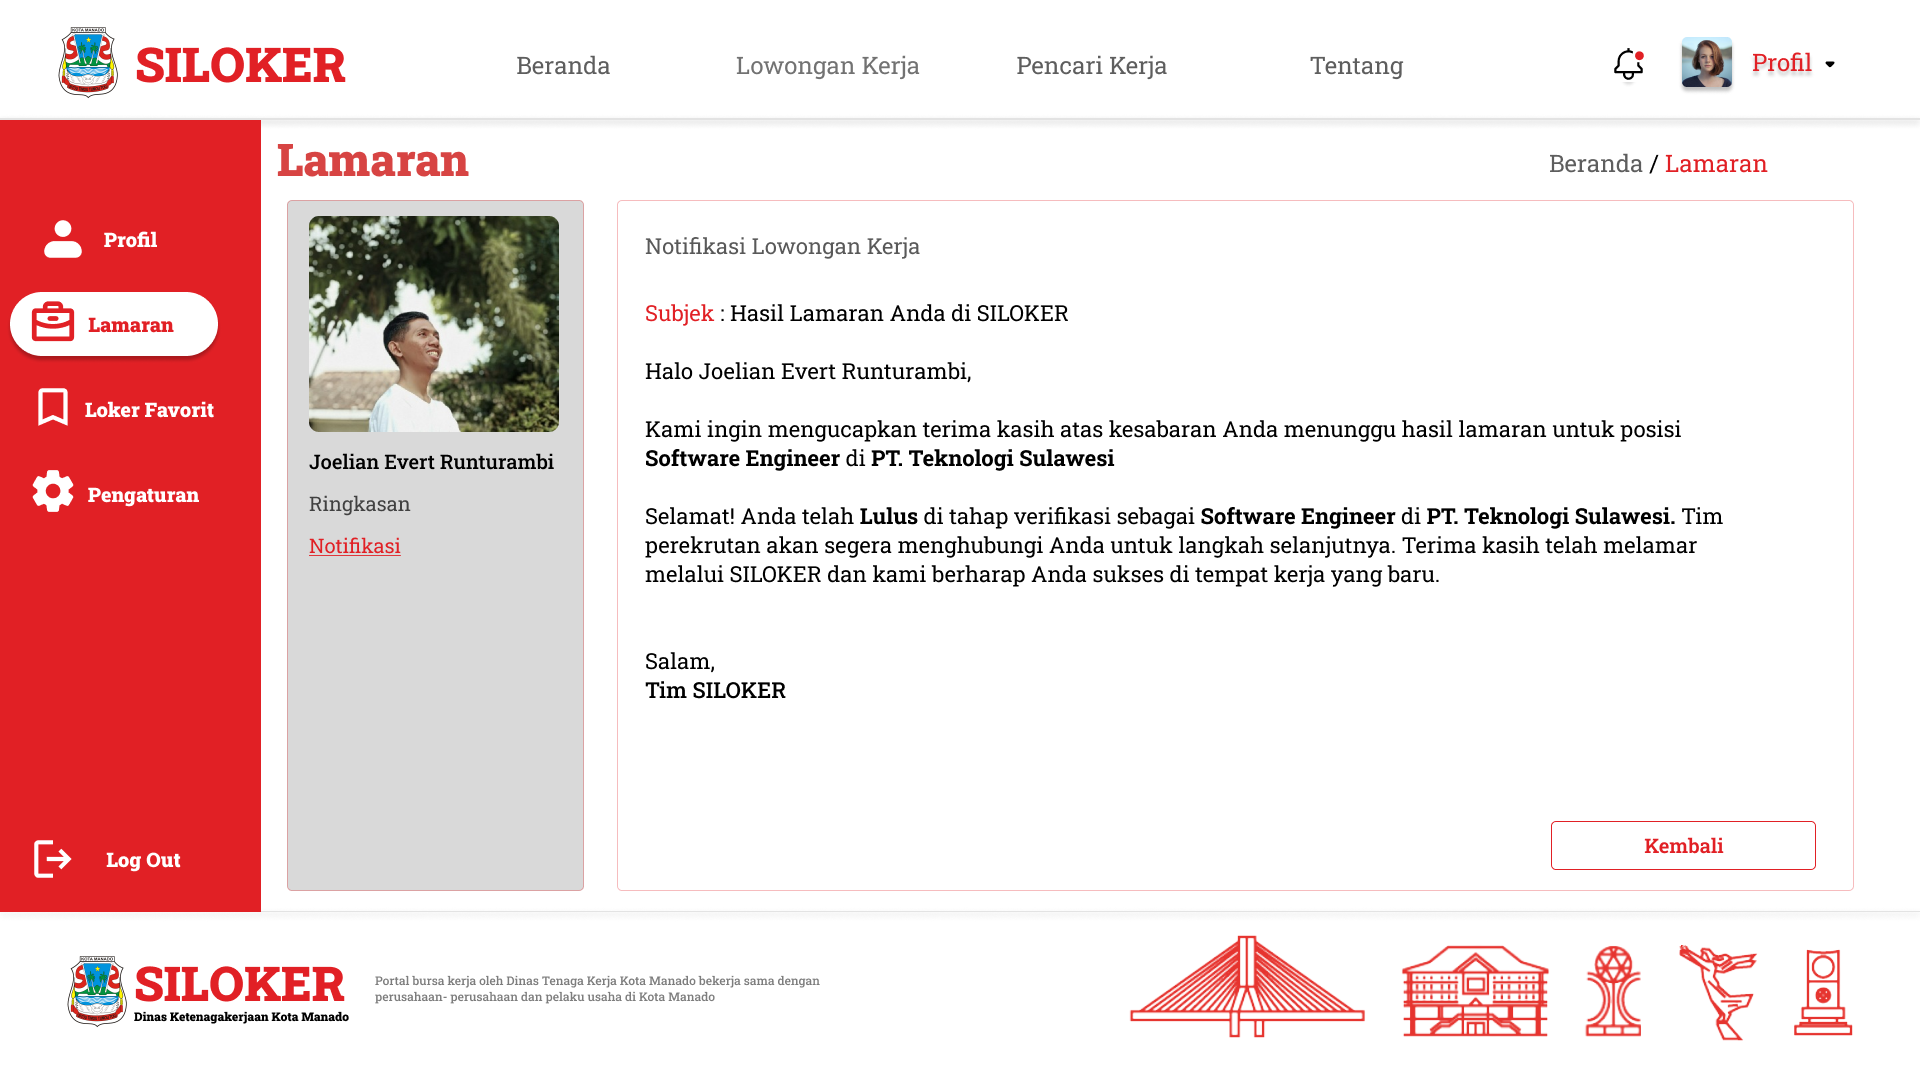 KOTA MANADO
SILOKER
Beranda
Lowongan Kerja
Pencari Kerja
Tentang
Profil
Lamaran
Beranda / Lamaran
Profil
Lamaran
Loker Favorit
Pengaturan
Log Out
Joelian Evert Runturambi
Ringkasan
Notifikasi
Notifikasi Lowongan Kerja
Subjek : Hasil Lamaran Anda di SILOKER
Halo Joelian Evert Runturambi,
Kami ingin mengucapkan terima kasih atas kesabaran Anda menunggu hasil lamaran untuk posisi
Software Engineer di PT. Teknologi Sulawesi
Selamat! Anda telah Lulus di tahap verifikasi sebagai Software Engineer di PT. Teknologi Sulawesi. Tim
perekrutan akan segera menghubungi Anda untuk langkah selanjutnya. Terima kasih telah melamar
melalui SILOKER dan kami berharap Anda sukses di tempat kerja yang baru.
Salam,
Tim SILOKER
Kembali
KOTA MANADO
SILOKER
Dinas Ketenagakerjaan Kota Manado
Portal bursa kerja oleh Dinas Tenaga Kerja Kota Manado bekerja sama dengan
perusahaan- perusahaan dan pelaku usaha di Kota Manado